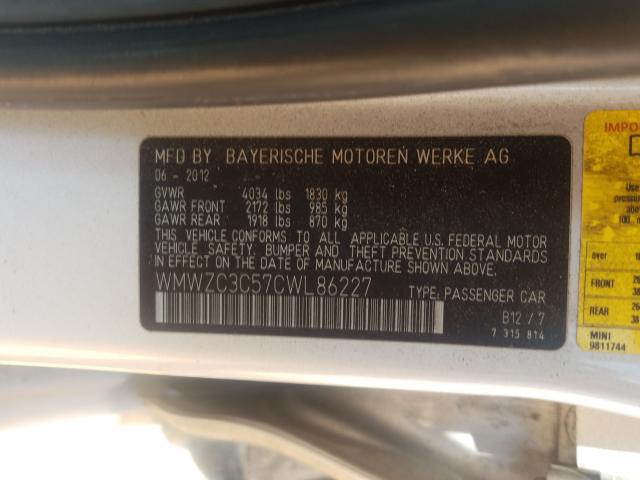 MFD BY BAYERISCHE MOTOREN WERKE AG
06 - 2012
GVWR 4034 lbs 1830 kg
GAWR FRONT 2172 lbs 985 kg
GAWR REAR 1918 lbs 870 kg
THIS VEHICLE CONFORMS TO ALL APPLICABLE U.S. FEDERAL MOTOR
VEHICLE SAFETY, BUMPER AND THEFT PREVENTION STANDARDS
IN EFFECT ON DATE OF MANUFACTURE SHOWN ABOVE.
WMWZC3C57CWL86227 TYPE: PASSENGER CAR
B12 / 7
7 315 814
over
FRONT
REAR
MINI
9811744